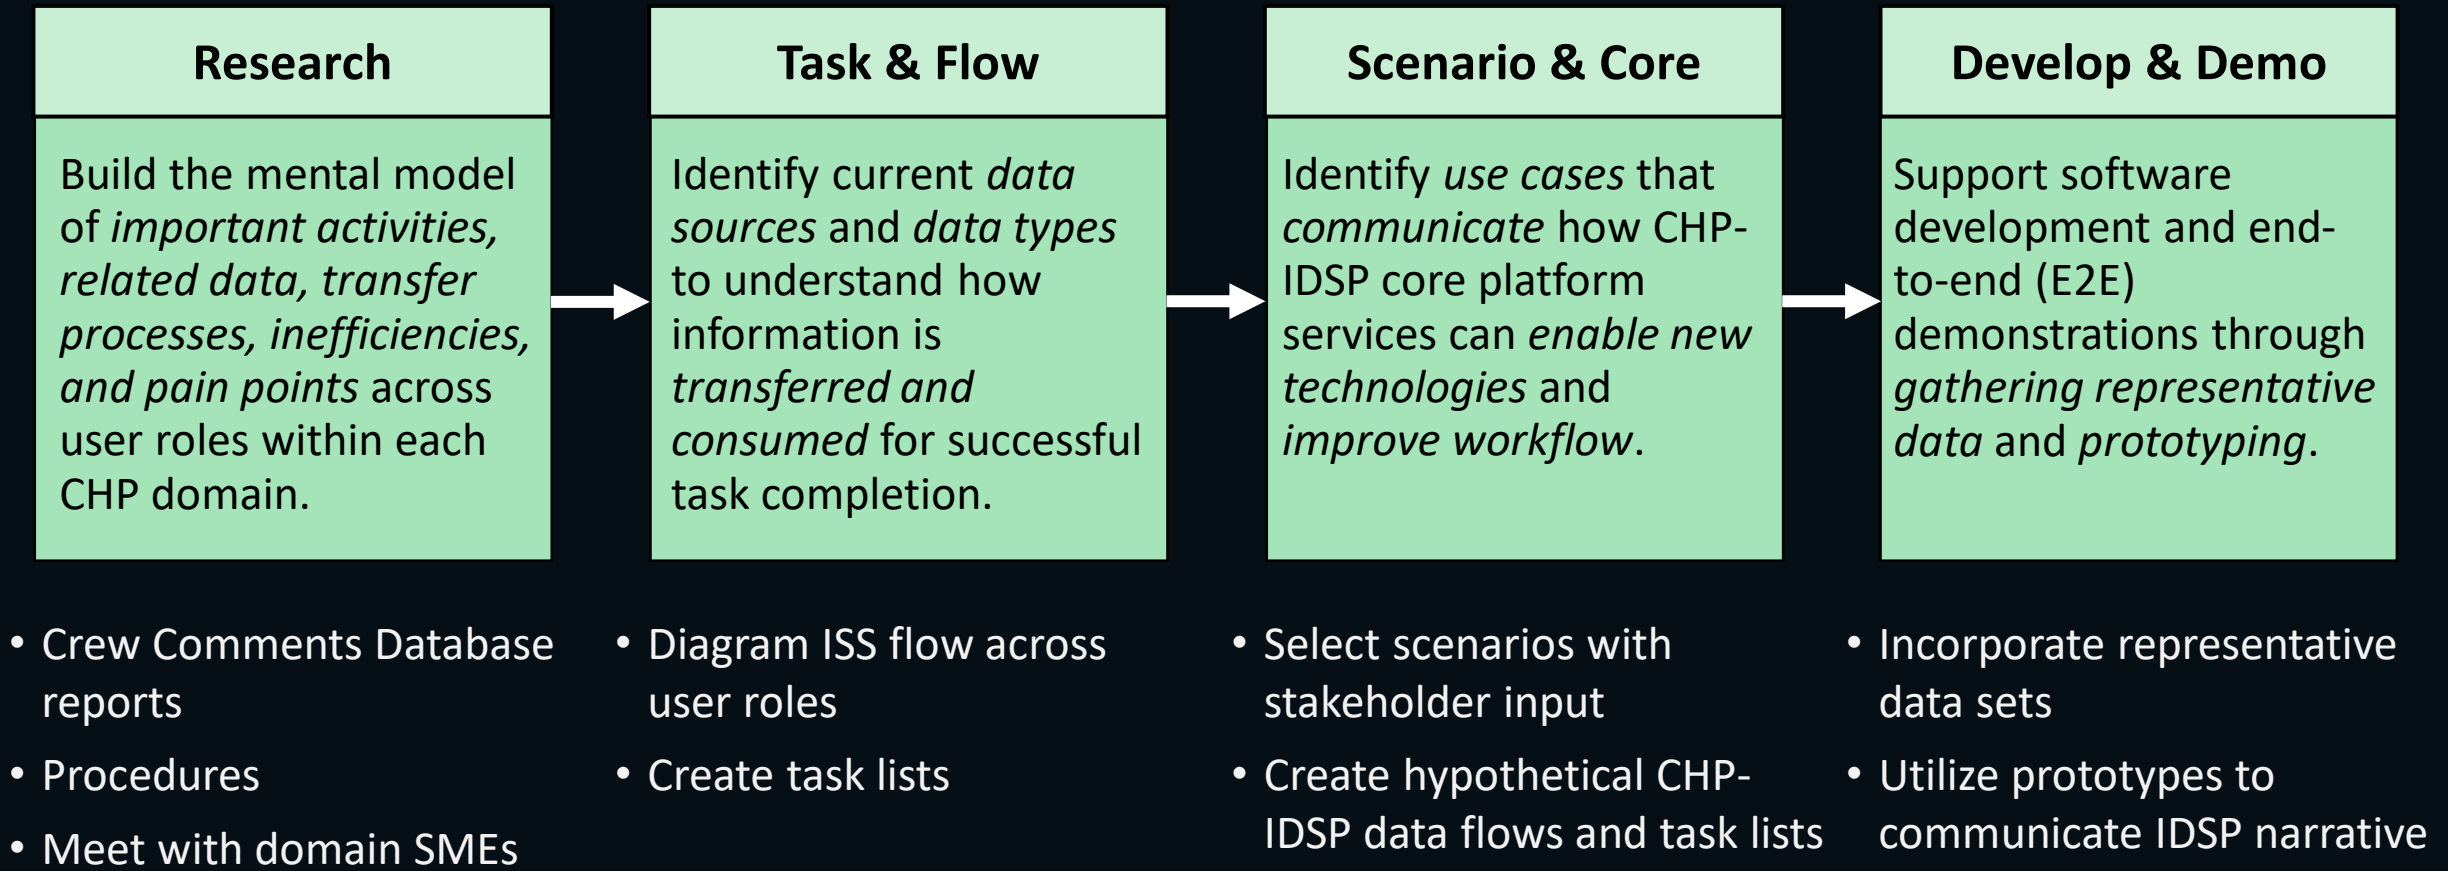 Research
Build the mental model
of important activities,
related data, transfer
processes, inefficiencies,
and pain points across
user roles within each
CHP domain.
• Crew Comments Database
reports
• Procedures
• Meet with domain SMEs
Task & Flow
Identify current data
sources and data types
to understand how
information is
transferred and
consumed for successful
task completion.
• Diagram ISS flow across
user roles
• Create task lists
Scenario & Core
Identify use cases that
communicate how CHP-
IDSP core platform
services can enable new
technologies and
improve workflow.
• Select scenarios with
stakeholder input
• Create hypothetical CHP-
IDSP data flows and task lists
Develop & Demo
Support software
development and end-
to-end (E2E)
demonstrations through
gathering representative
data and prototyping.
• Incorporate representative
data sets
• Utilize prototypes to
communicate IDSP narrative